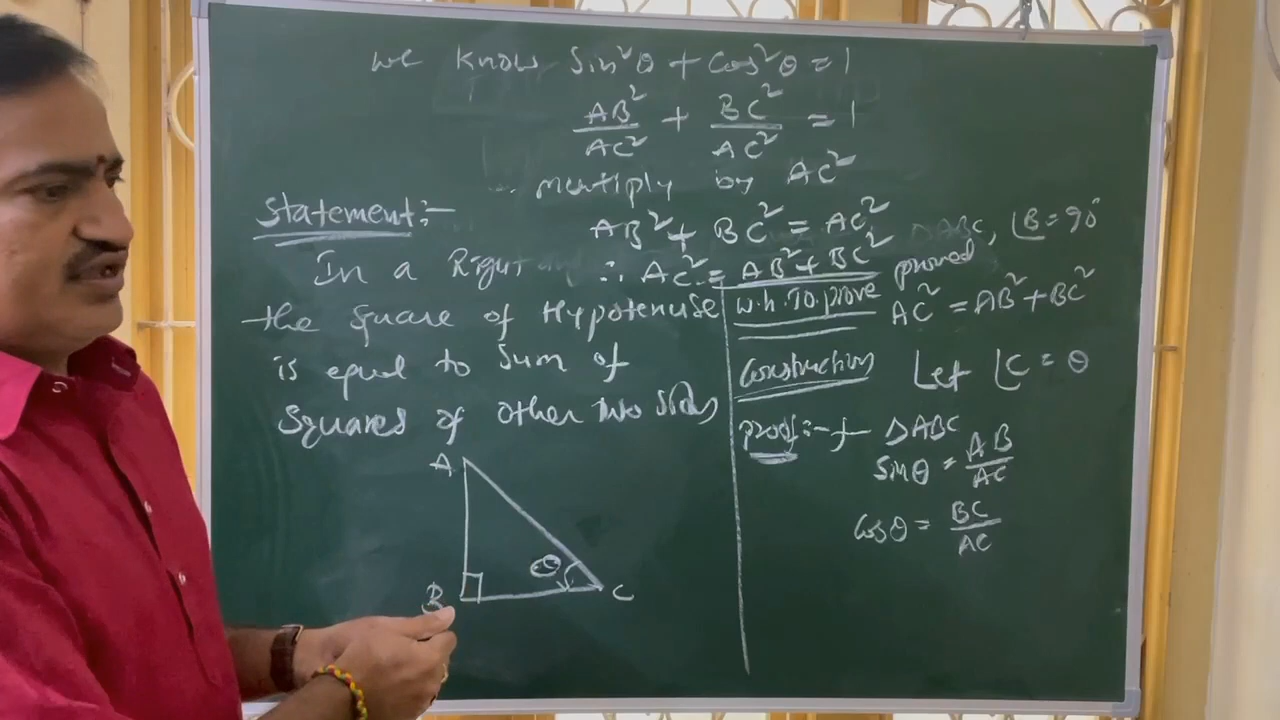 we know Sin²θ + Cos²θ = 1
AB²/AC² + BC²/AC² = 1
multiply by AC²
AB² + BC² = AC²
∴ AC² = AB² + BC² proved
Statement:-
In a Right
the square of Hypotenuse
is equal to Sum of
Squares of other two sides
A
B
C
θ
△ABC, ∠B = 90°
W.h.To.prove AC² = AB² + BC²
Construction Let ∠C = θ
proof:- △ABC
Sinθ = AB/AC
Cosθ = BC/AC